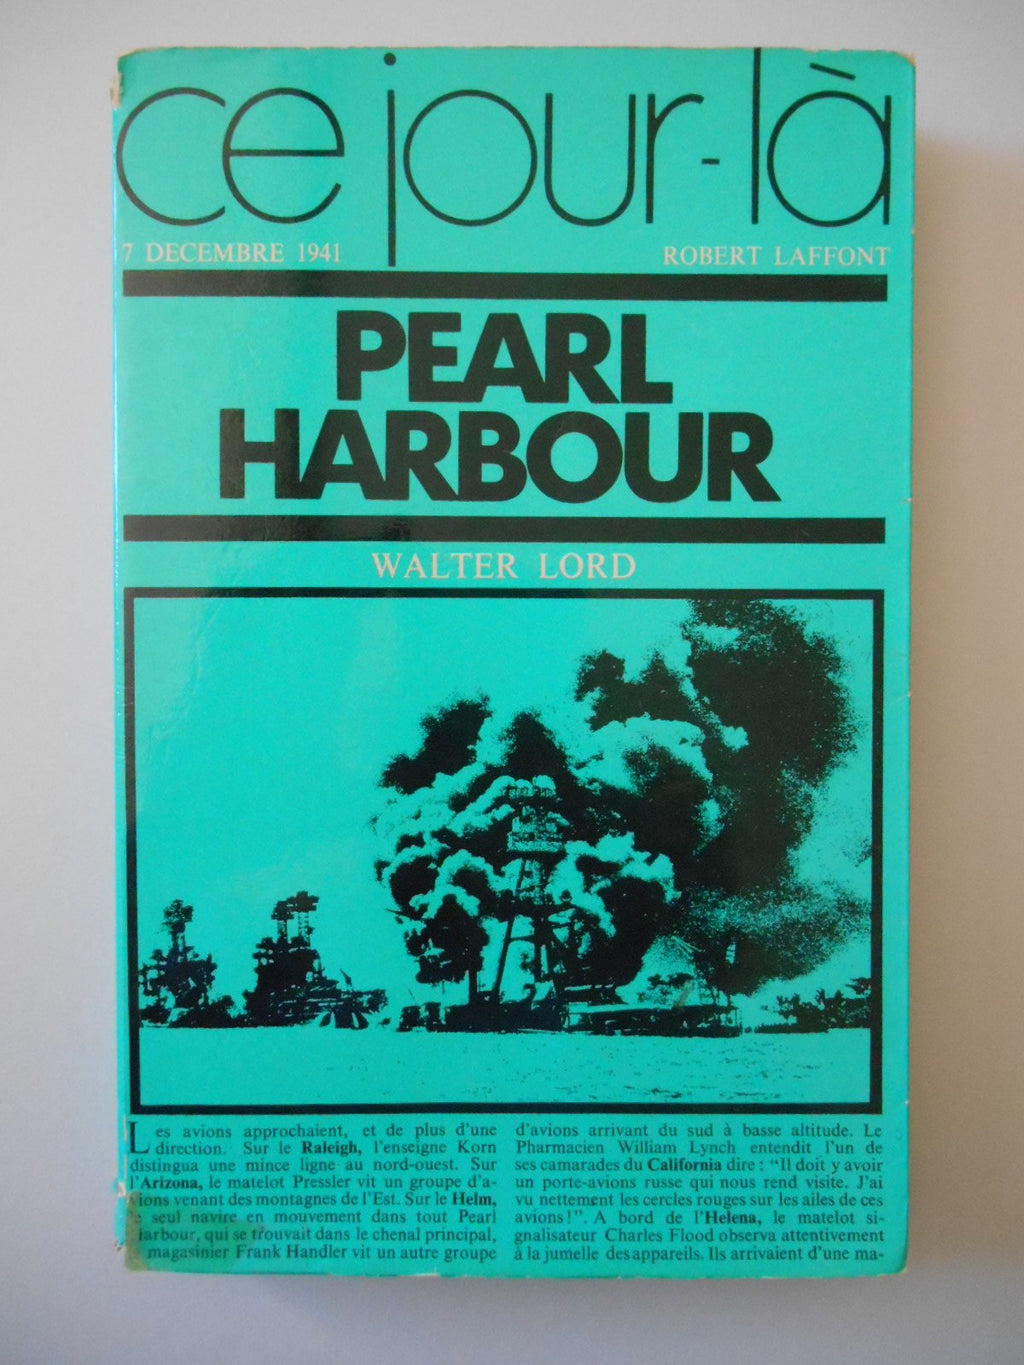 ce jour-là
7 DECEMBRE 1941
ROBERT LAFFONT
PEARL
HARBOUR
WALTER LORD
Les avions approchaient, et de plus d'une
direction. Sur le Raleigh, l'enseigne Korn
distingua une mince ligne au nord-ouest. Sur
l'Arizona, le matelot Pressler vit un groupe d'a-
vions venant des montagnes de l'Est. Sur le Helm,
le seul navire en mouvement dans tout Pearl
Harbour, qui se trouvait dans le chenal principal,
magasinier Frank Handler vit un autre groupe
d'avions arrivant du sud à basse altitude. Le
Pharmacien William Lynch entendit l'un de
ses camarades du California dire : "Il doit y avoir
un porte-avions russe qui nous rend visite. J'ai
vu nettement les cercles rouges sur les ailes de ces
avions!". A bord de l'Helena, le matelot si-
gnalisateur Charles Flood observa attentivement
à la jumelle des appareils. Ils arrivaient d'une ma-